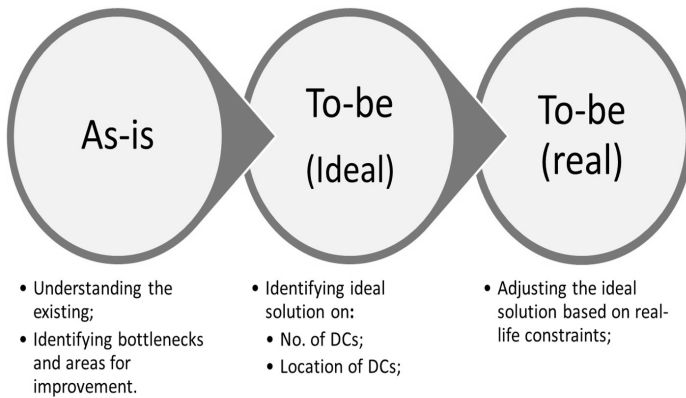 As-is
To-be
(Ideal)
To-be
(real)
• Understanding the
existing;
• Identifying bottlenecks
and areas for
improvement.
• Identifying ideal
solution on:
• No. of DCs;
• Location of DCs;
• Adjusting the ideal
solution based on real-
life constraints;